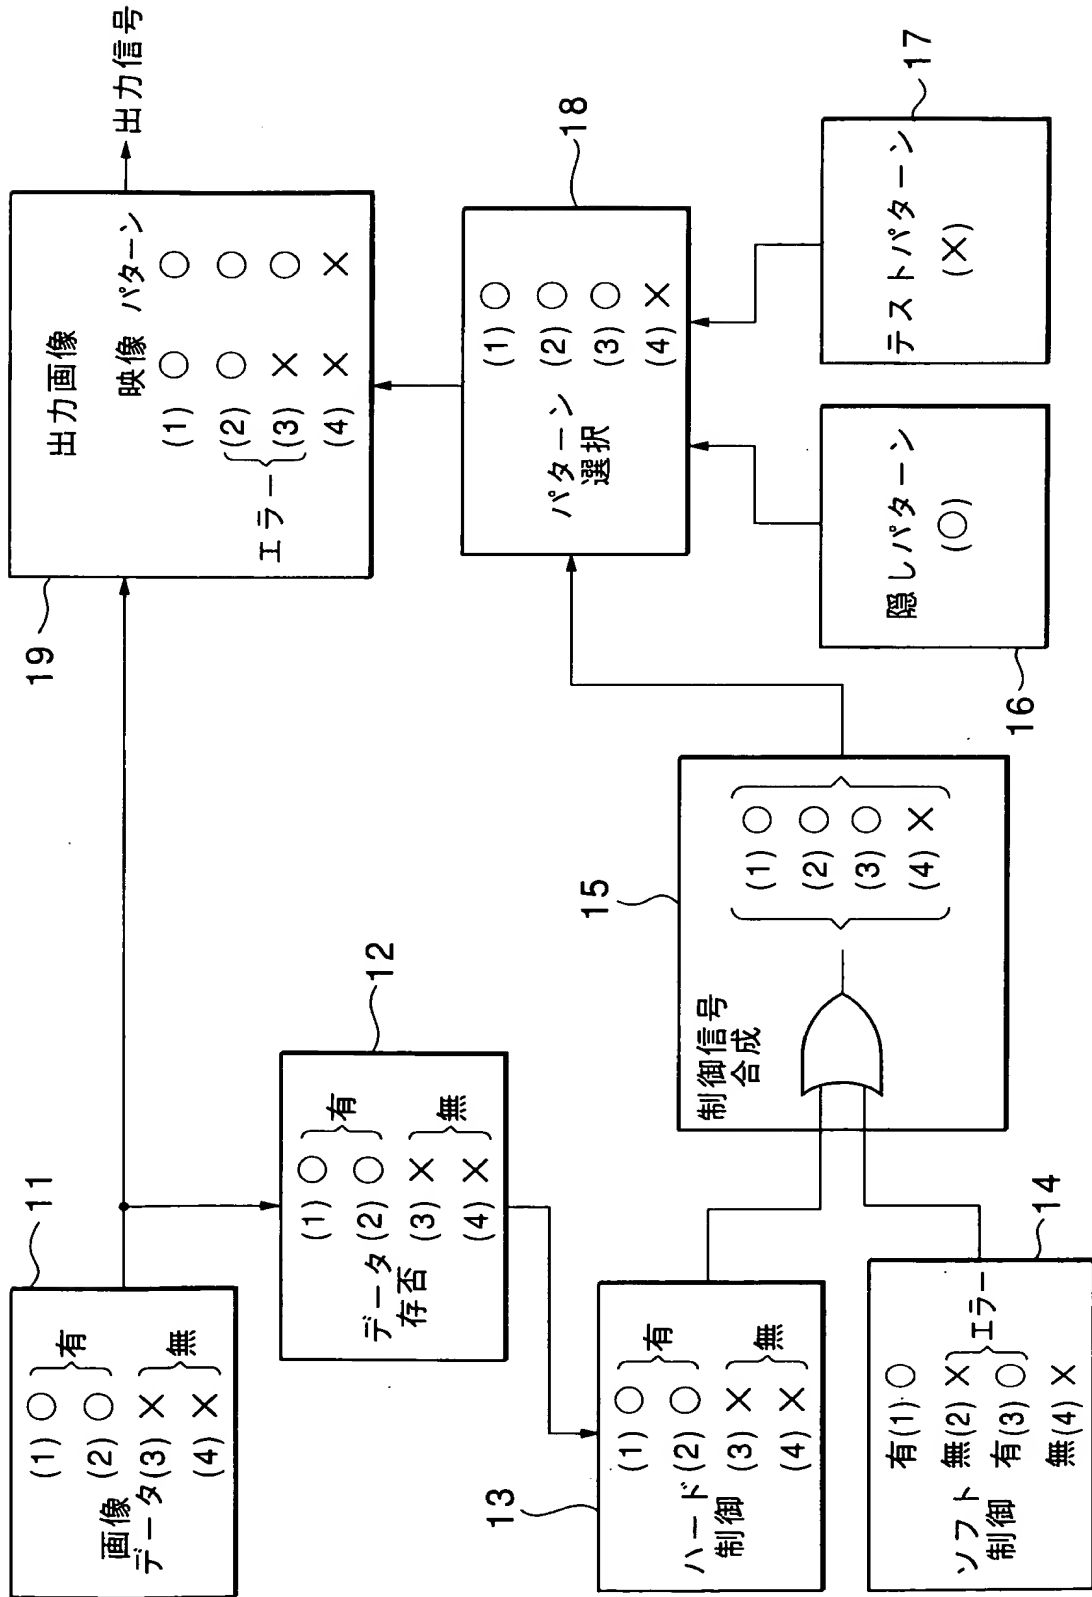 11
画像
データ
(1) ○
(2) ○
有
(3) ×
(4) ×
無
12
データ
存否
(1) ○
(2) ○
有
(3) ×
(4) ×
無
13
ハード
制御
(1) ○
(2) ○
有
(3) ×
(4) ×
無
14
ソフト
制御
有(1) ○
無(2) ×
有(3) ○
エラー
無(4) ×
15
制御信号
合成
(1) ○
(2) ○
(3) ○
(4) ×
16
隠しパターン
(○)
17
テストパターン
(×)
18
パターン
選択
(1) ○
(2) ○
(3) ○
(4) ×
19
出力画像
映像 パターン
(1) ○ ○
(2) ○ ○
(3) × ○
エラー
(4) × ×
出力信号